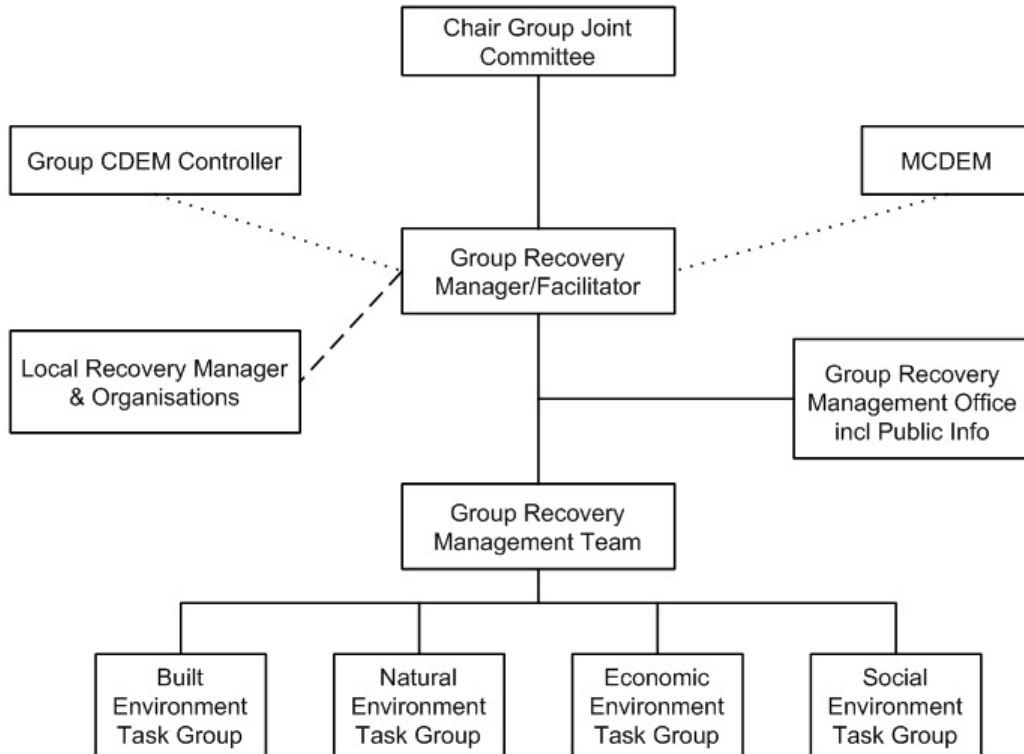 Chair Group Joint
Committee
Group CDEM Controller
MCDEM
Group Recovery
Manager/Facilitator
Local Recovery Manager
& Organisations
Group Recovery
Management Office
incl Public Info
Group Recovery
Management Team
Built
Environment
Task Group
Natural
Environment
Task Group
Economic
Environment
Task Group
Social
Environment
Task Group